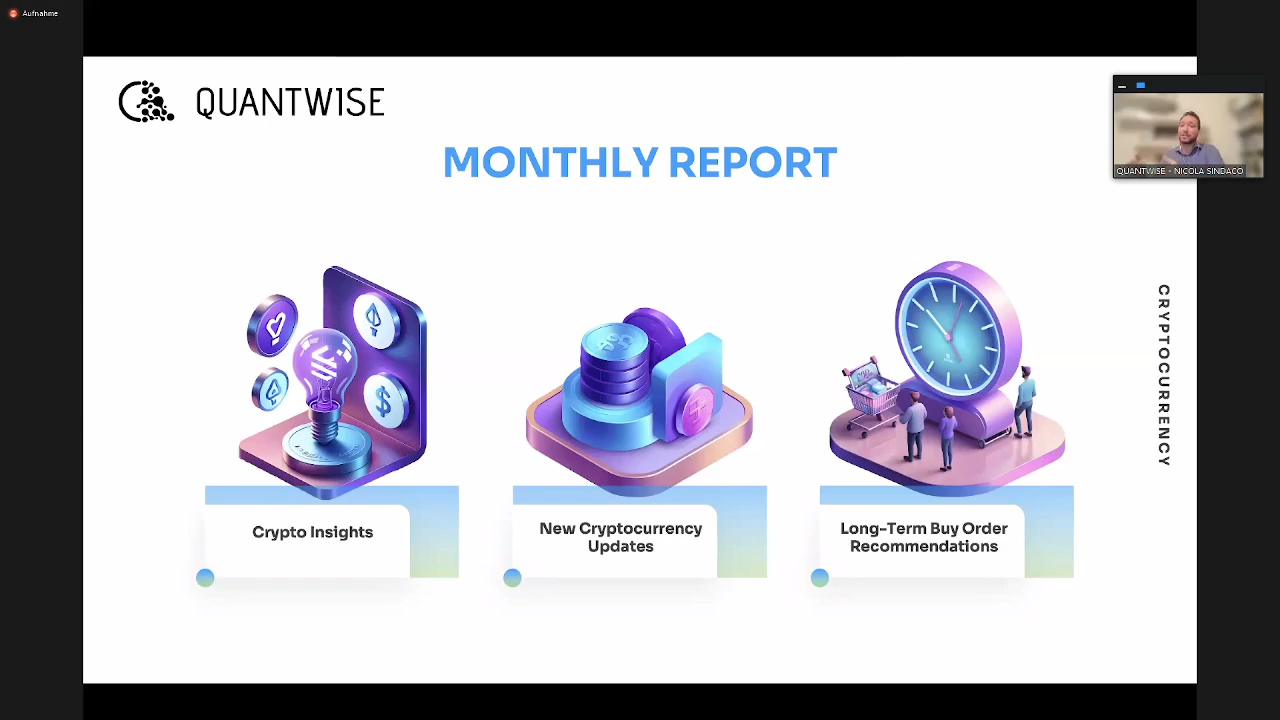 Aufnahme
QUANTWISE
MONTHLY REPORT
QUANTWISE - NICOLA SINDACO
CRYPTOCURRENCY
Crypto Insights
New Cryptocurrency
Updates
Long-Term Buy Order
Recommendations